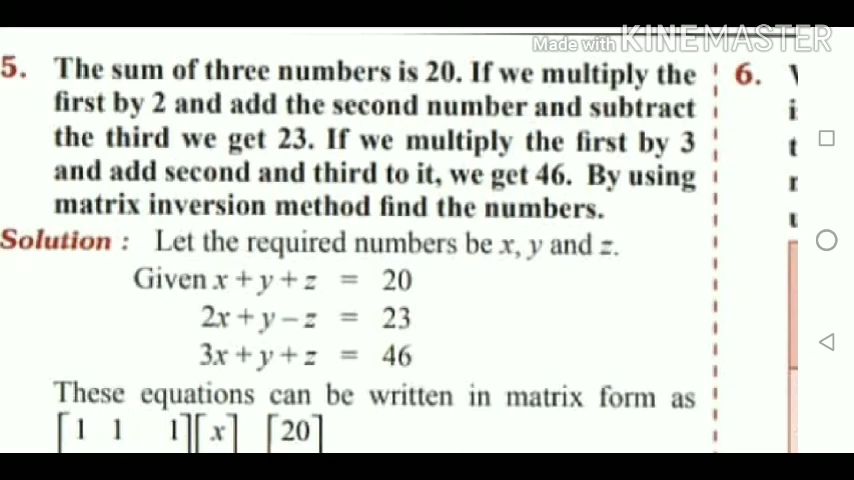 Made with KINEMASTER
5. The sum of three numbers is 20. If we multiply the
first by 2 and add the second number and subtract
the third we get 23. If we multiply the first by 3
and add second and third to it, we get 46. By using
matrix inversion method find the numbers.
Solution : Let the required numbers be x, y and z.
Given x + y + z = 20
2x + y – z = 23
3x + y + z = 46
These equations can be written in matrix form as
[1 1 1] [x] [20]
6.